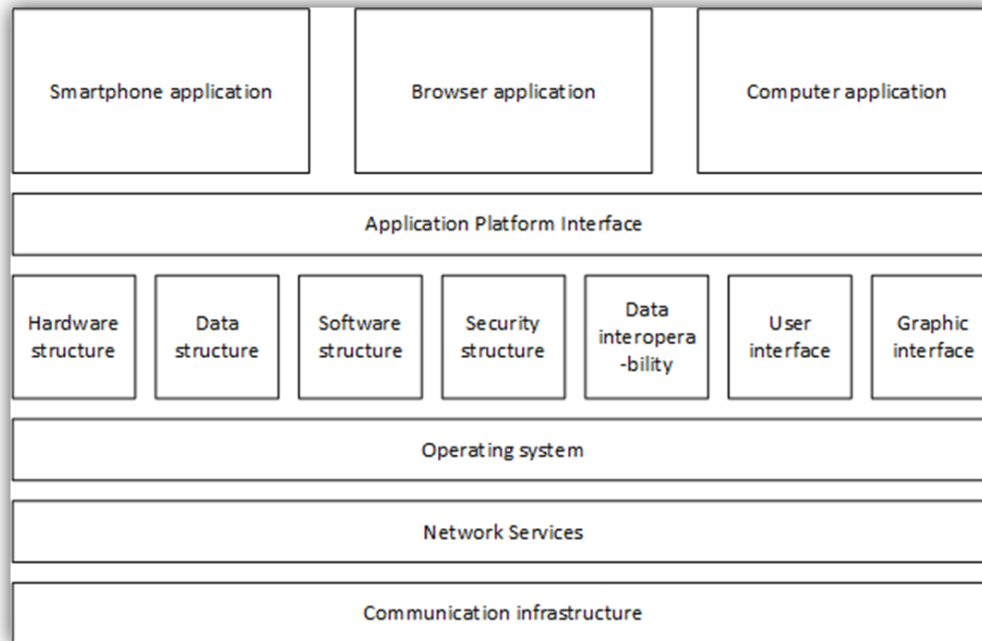 Smartphone application
Browser application
Computer application
Application Platform Interface
Hardware
structure
Data
structure
Software
structure
Security
structure
Data
interopera
-bility
User
interface
Graphic
interface
Operating system
Network Services
Communication infrastructure